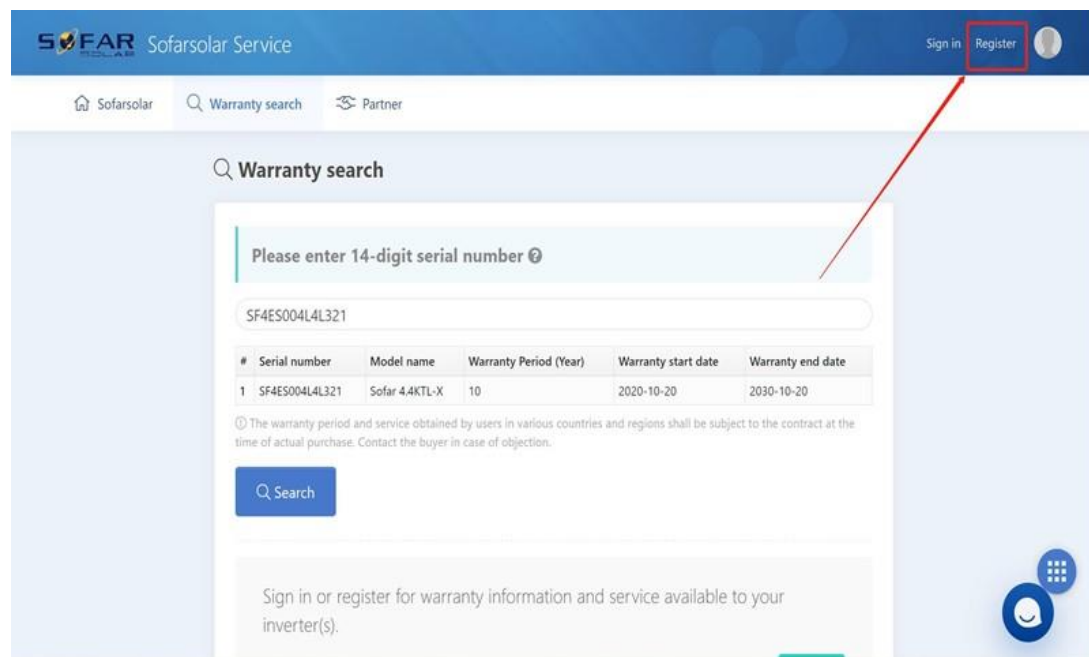 SOFAR SOLAR Sofarsolar Service
Sign in Register
Sofarsolar Warranty search Partner
Warranty search
Please enter 14-digit serial number
SF4ES004L4L321
# Serial number Model name Warranty Period (Year) Warranty start date Warranty end date
1 SF4ES004L4L321 Sofar 4.4KTL-X 10 2020-10-20 2030-10-20
The warranty period and service obtained by users in various countries and regions shall be subject to the contract at the
time of actual purchase. Contact the buyer in case of objection.
Search
Sign in or register for warranty information and service available to your
inverter(s).